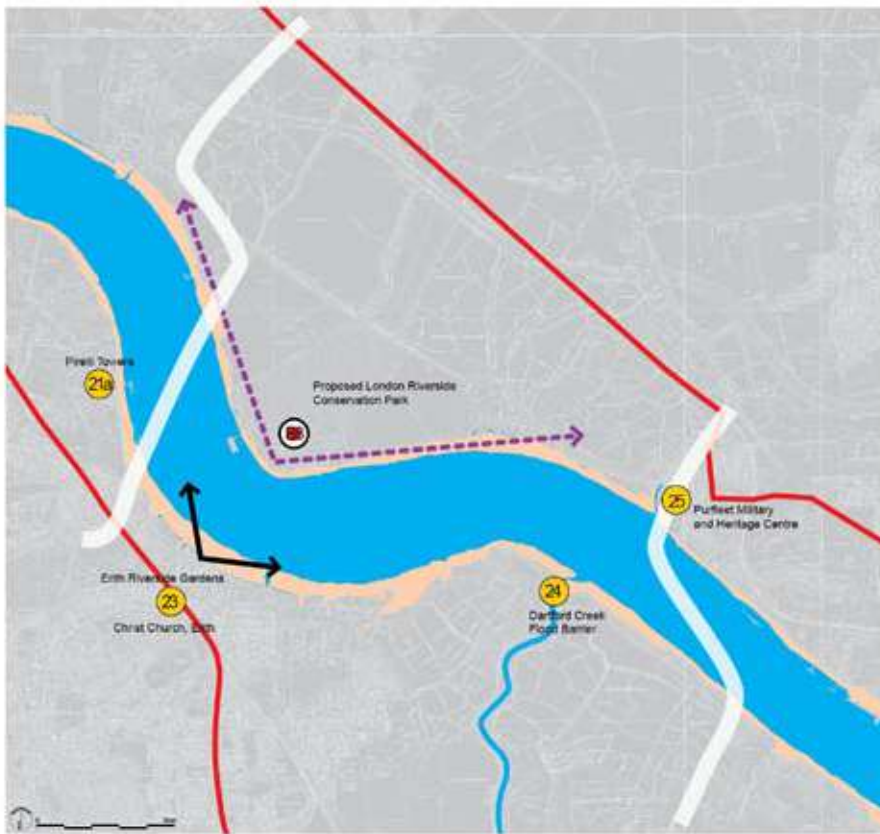 Pirelli Towers
21a
Proposed London Riverside
Conservation Park
25
Purfleet Military
and Heritage Centre
Erith Riverside Gardens
23
Christ Church, Erith
24
Dartford Creek
Flood Barrier
0